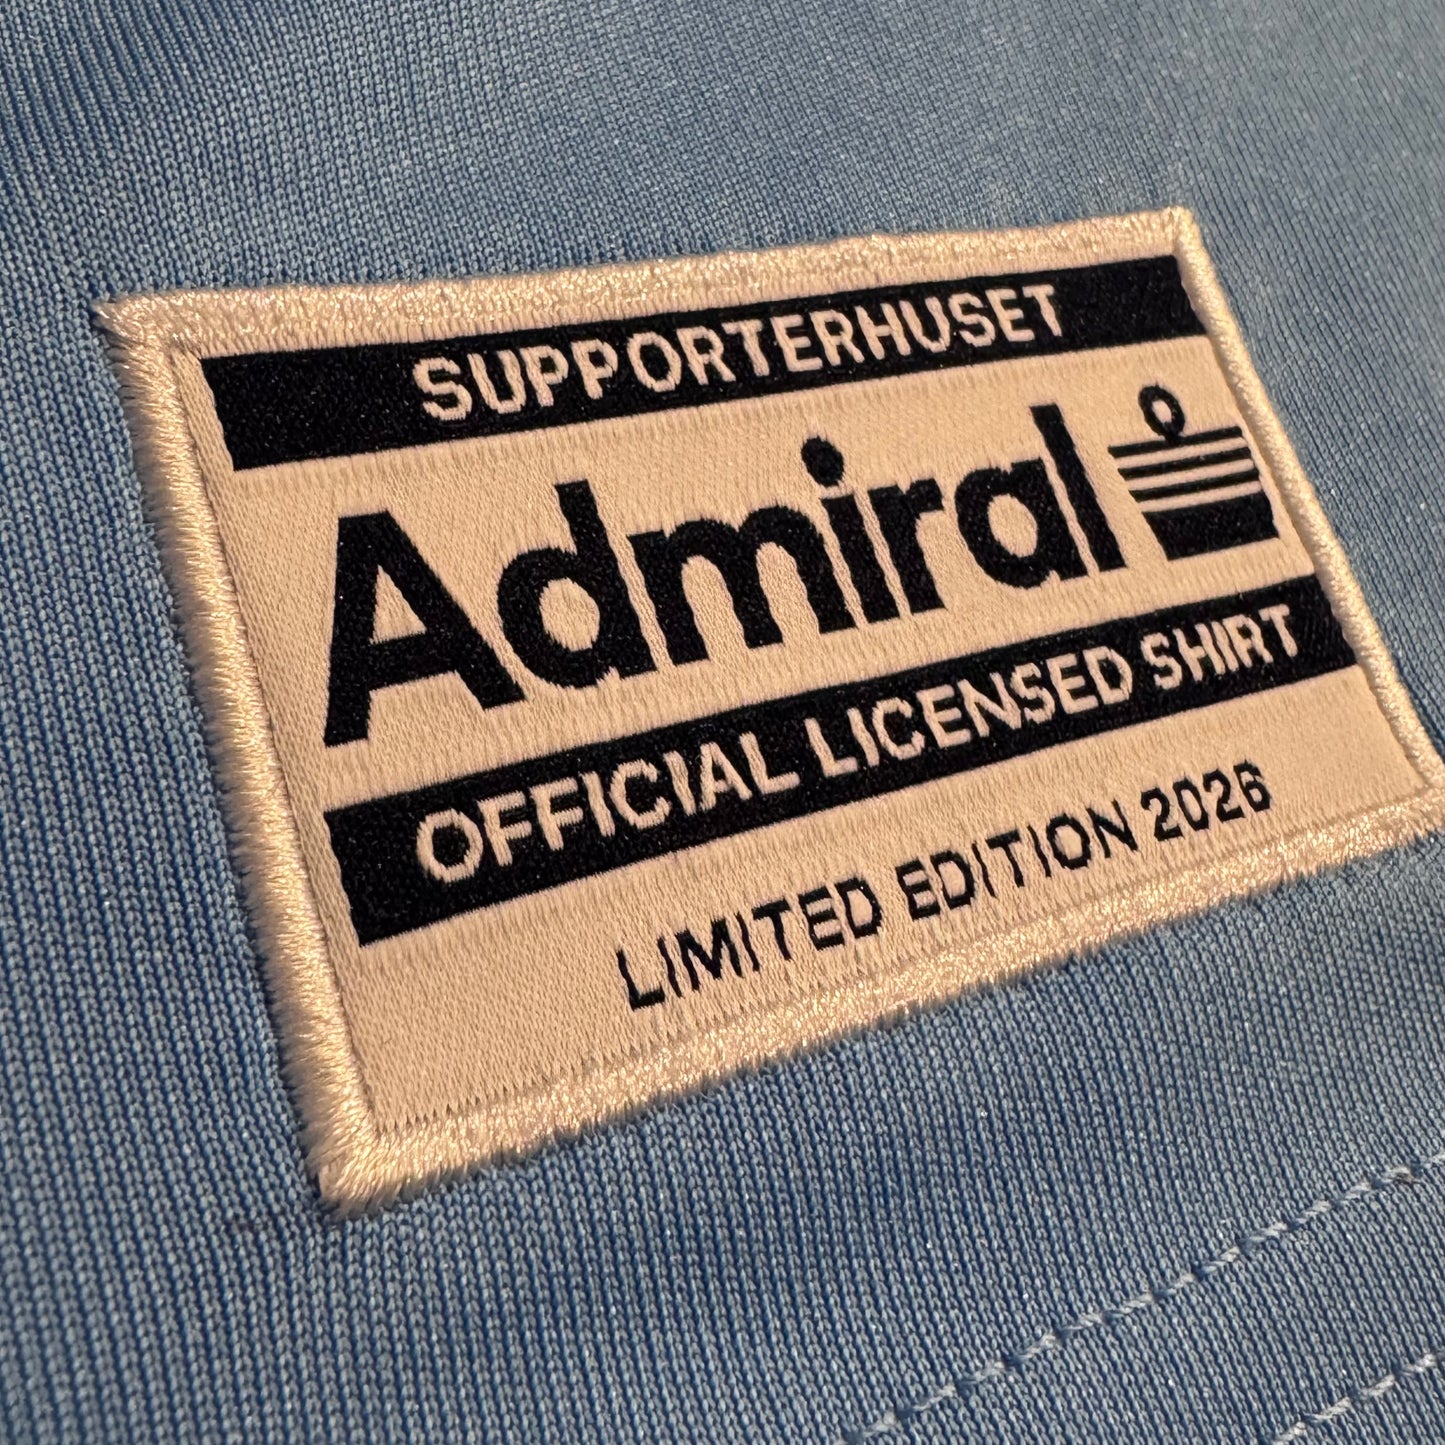 SUPPORTERHUSET
Admiral
OFFICIAL LICENSED SHIRT
LIMITED EDITION 2026